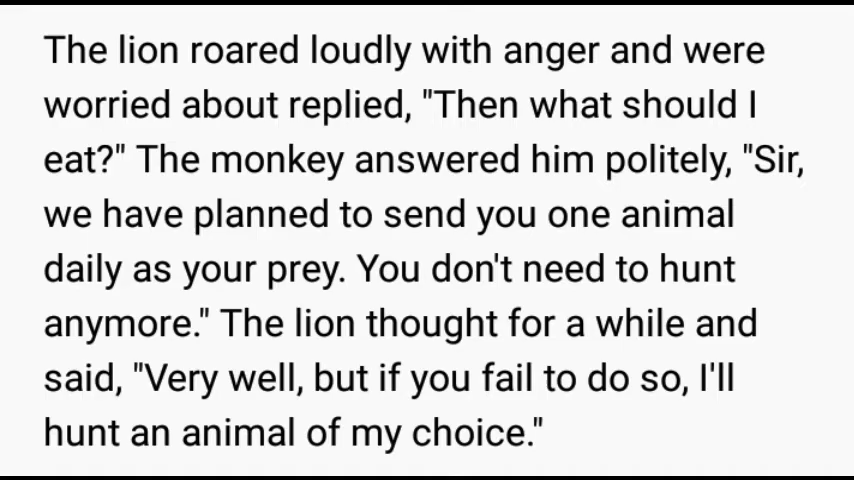 The lion roared loudly with anger and were
worried about replied, "Then what should I
eat?" The monkey answered him politely, "Sir,
we have planned to send you one animal
daily as your prey. You don't need to hunt
anymore." The lion thought for a while and
said, "Very well, but if you fail to do so, I'll
hunt an animal of my choice."